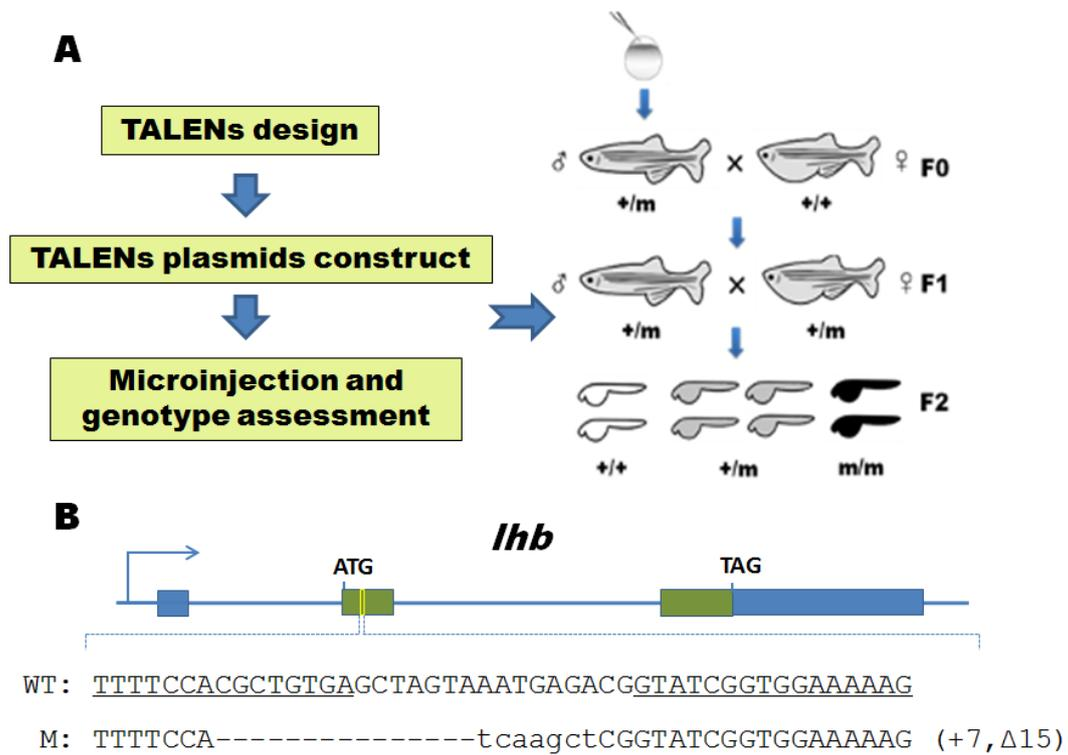 A
TALENs design
TALENs plasmids construct
Microinjection and
genotype assessment
♂ × ♀ F0
+/m +/+
♂ × ♀ F1
+/m +/m
F2
+/+ +/m m/m
B
lhb
ATG TAG
WT: TTTTCCACGCTGTGAGCTAGTAAATGAGACGGTATCGGTGGAAAAAG
M: TTTTCCA---------------tcaagctCGGTATCGGTGGAAAAAG (+7,Δ15)